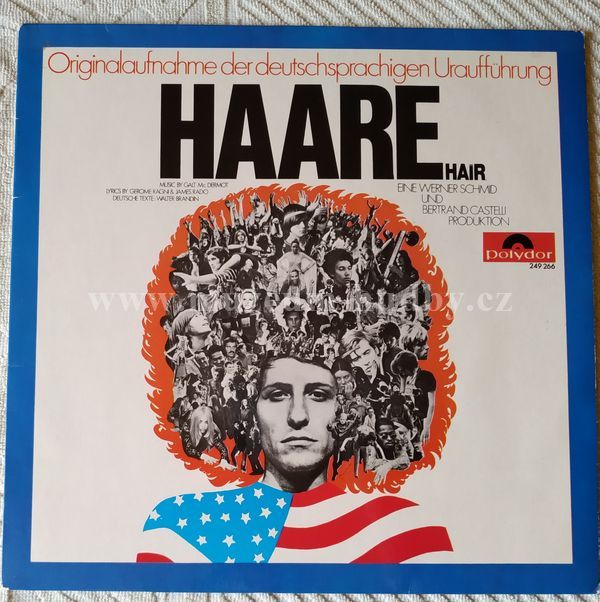 Originalaufnahme der deutschsprachigen Uraufführung
HAARE
HAIR
MUSIC BY GALT Mc DERMOT
LYRICS BY GEROME RAGNI & JAMES RADO
DEUTSCHE TEXTE: WALTER BRANDIN
EINE WERNER SCHMID
UND
BERTRAND CASTELLI
PRODUKTION
polydor
249 266